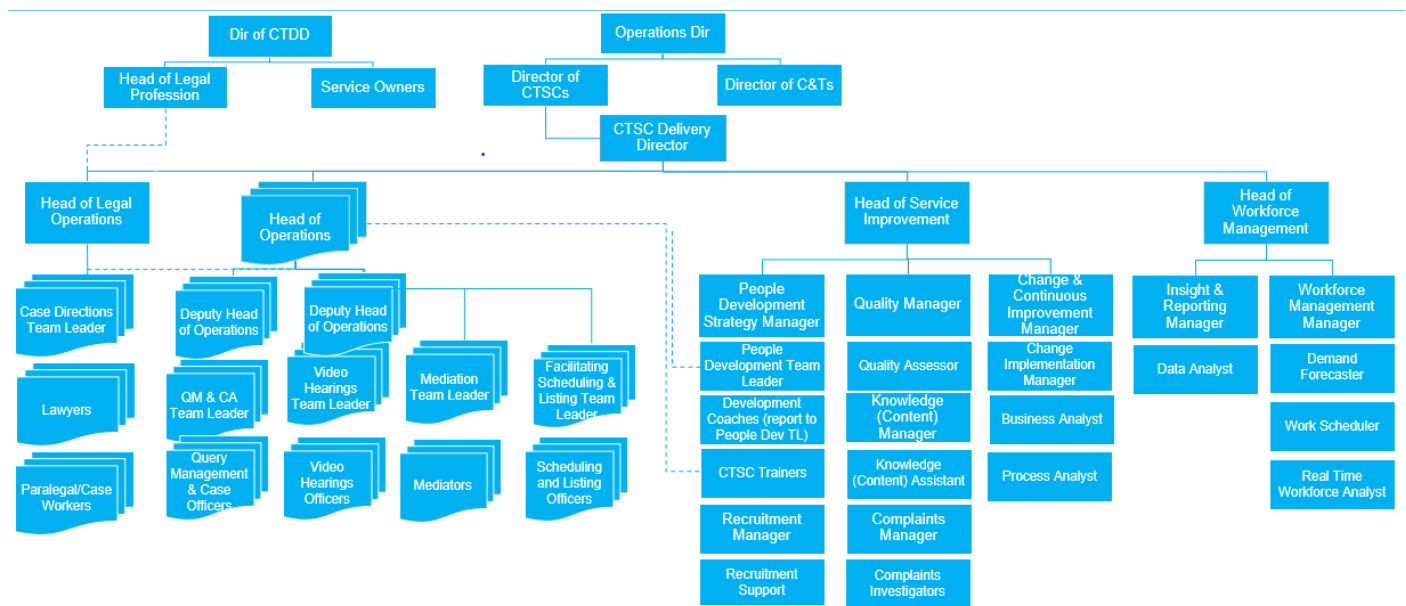 Dir of CTDD
Operations Dir
Head of Legal
Profession
Service Owners
Director of
CTSCs
Director of C&Ts
CTSC Delivery
Director
Head of Legal
Operations
Head of
Operations
Head of Service
Improvement
Head of
Workforce
Management
Case Directions
Team Leader
Deputy Head
of Operations
Deputy Head
of Operations
People
Development
Strategy Manager
Quality Manager
Change &
Continuous
Improvement
Manager
Insight &
Reporting
Manager
Workforce
Management
Manager
Lawyers
QM & CA
Team Leader
Video
Hearings
Team Leader
Mediation
Team Leader
Facilitating
Scheduling &
Listing Team
Leader
People
Development Team
Leader
Quality Assessor
Change
Implementation
Manager
Data Analyst
Demand
Forecaster
Development
Coaches (report to
People Dev TL)
Knowledge
(Content)
Manager
Business Analyst
Work Scheduler
Paralegal/Case
Workers
Query
Management
& Case
Officers
Video
Hearings
Officers
Mediators
Scheduling
and Listing
Officers
CTSC Trainers
Knowledge
(Content) Assistant
Process Analyst
Real Time
Workforce Analyst
Recruitment
Manager
Complaints
Manager
Recruitment
Support
Complaints
Investigators